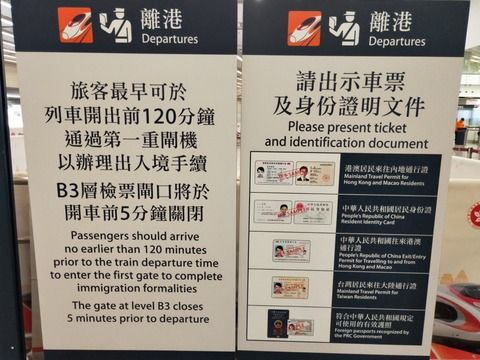 離港
Departures
旅客最早可於
列車開出前120分鐘
通過第一重閘機
以辦理出入境手續
B3層檢票閘口將於
開車前5分鐘關閉
Passengers should arrive
no earlier than 120 minutes
prior to the train departure time
to enter the first gate to complete
immigration formalities
The gate at level B3 closes
5 minutes prior to departure
離港
Departures
請出示車票
及身份證明文件
Please present ticket
and identification document
港澳居民來往內地通行證
Mainland Travel Permit for
Hong Kong and Macao Residents
中華人民共和國居民身份證
People's Republic of China
Resident Identity Card
中華人民共和國往來港澳
通行證
People's Republic of China Exit/Entry
Permit for Travelling to and from
Hong Kong and Macao
台灣居民來往大陸通行證
Mainland Travel Permit for
Taiwan Residents
符合中華人民共和國規定
可使用的有效護照
Foreign passports recognized by
the PRC Government